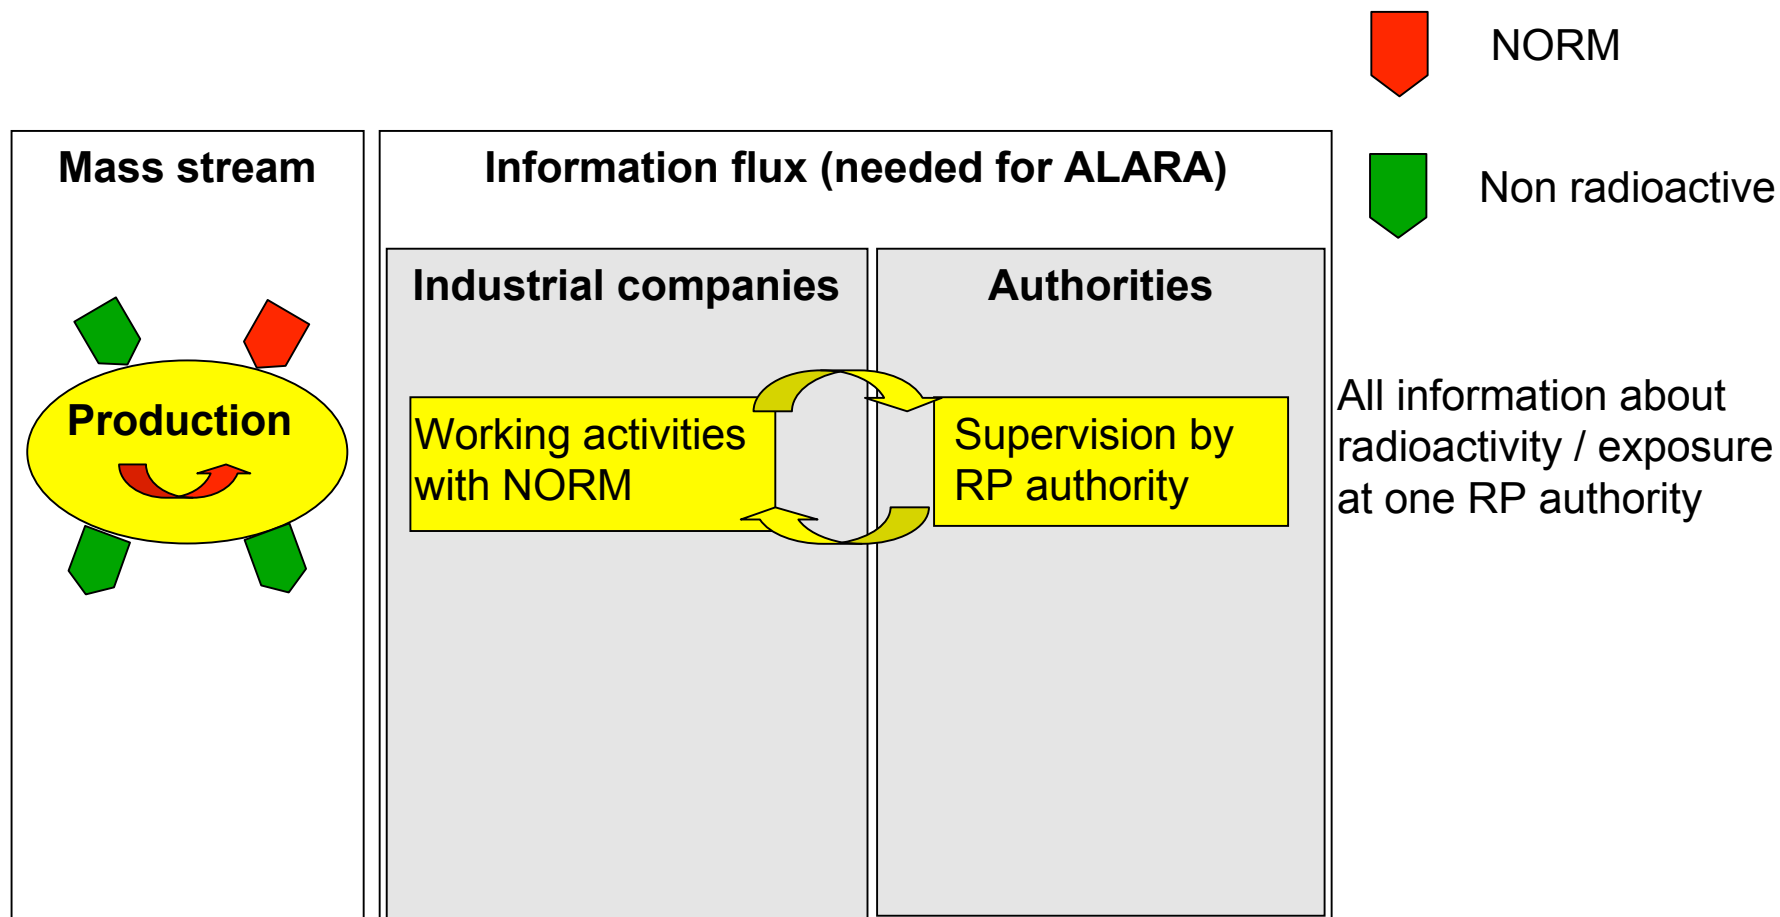 NORM
Non radioactive
Mass stream
Information flux (needed for ALARA)
Industrial companies
Authorities
Production
Working activities
with NORM
Supervision by
RP authority
All information about
radioactivity / exposure
at one RP authority